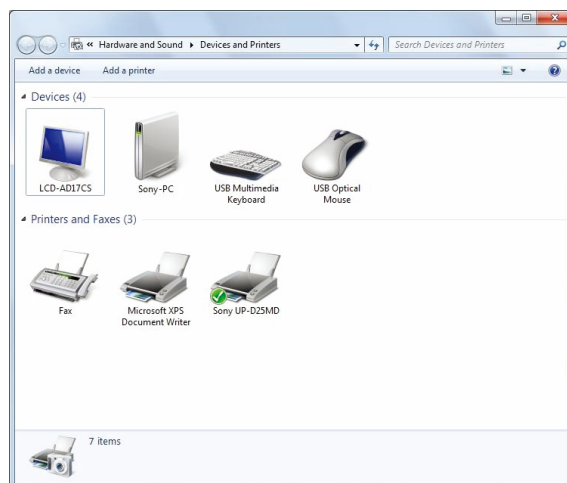 « Hardware and Sound ▸ Devices and Printers
Search Devices and Printers
Add a device Add a printer
Devices (4)
LCD-AD17CS
Sony-PC
USB Multimedia
Keyboard
USB Optical
Mouse
Printers and Faxes (3)
Fax
Microsoft XPS
Document Writer
Sony UP-D25MD
7 items